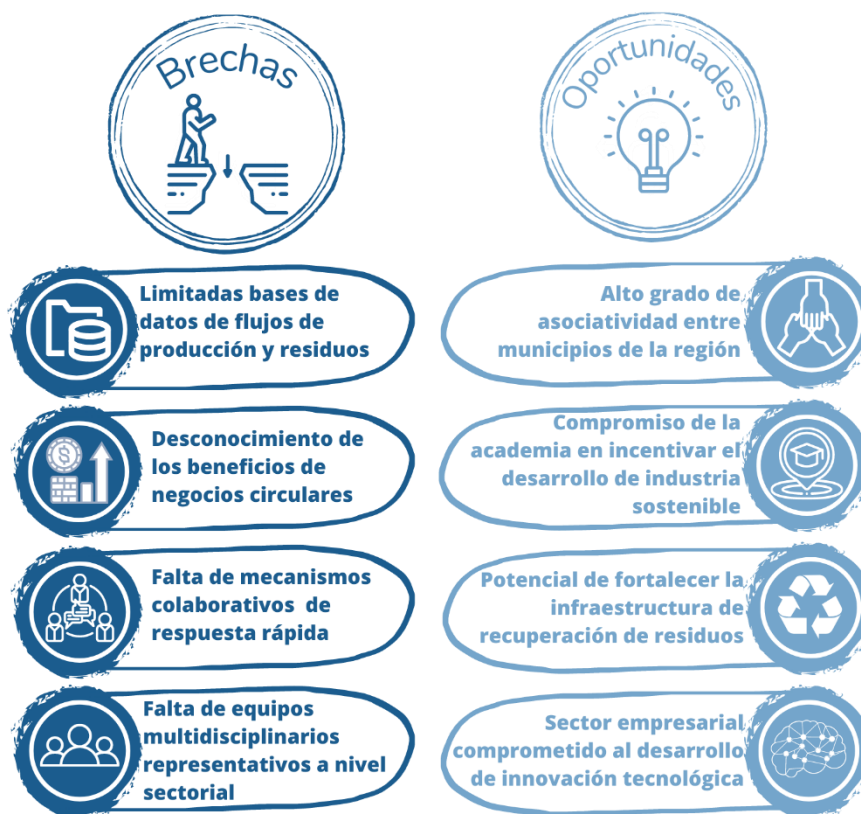 Brechas
Limitadas bases de
datos de flujos de
producción y residuos
Desconocimiento de
los beneficios de
negocios circulares
Falta de mecanismos
colaborativos de
respuesta rápida
Falta de equipos
multidisciplinarios
representativos a nivel
sectorial
Oportunidades
Alto grado de
asociatividad entre
municipios de la región
Compromiso de la
academia en incentivar el
desarrollo de industria
sostenible
Potencial de fortalecer la
infraestructura de
recuperación de residuos
Sector empresarial
comprometido al desarrollo
de innovación tecnológica